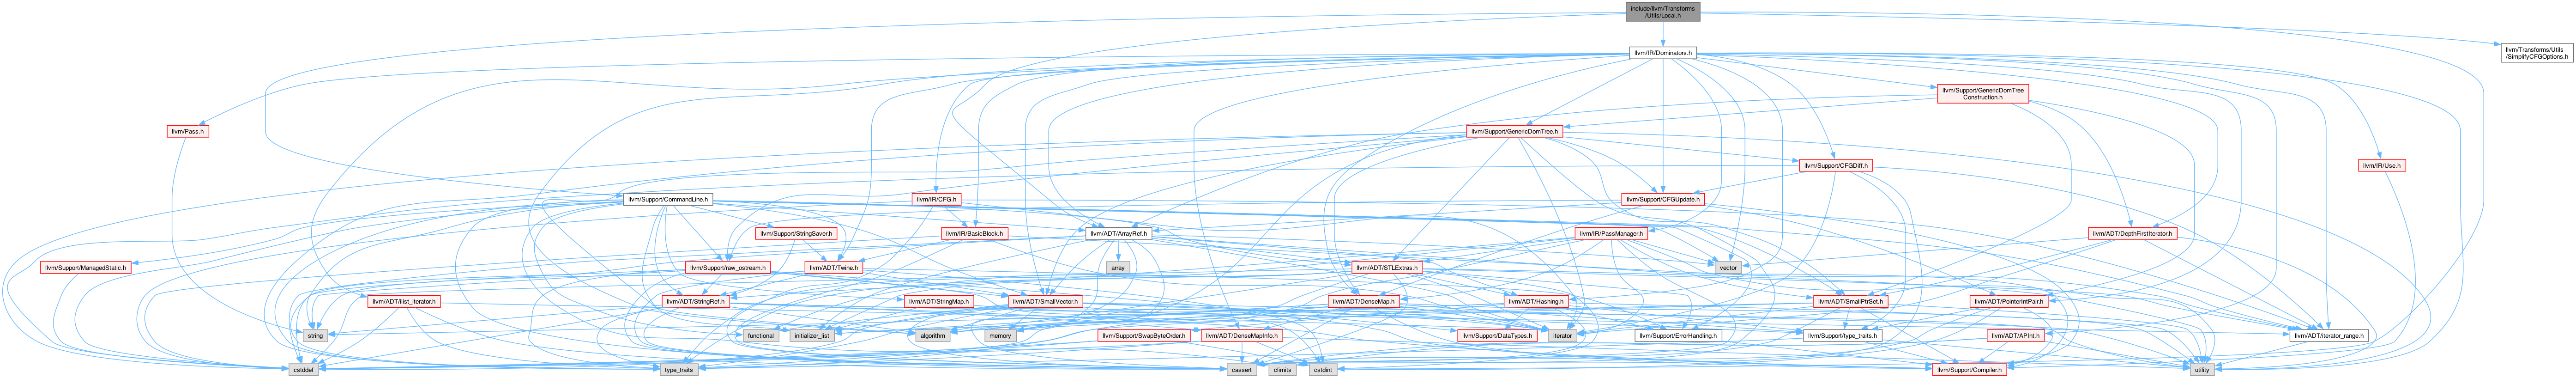 include/llvm/Transforms
/Utils/Local.h
llvm/IR/Dominators.h
llvm/Transforms/Utils
/SimplifyCFGOptions.h
llvm/Support/GenericDomTree
Construction.h
llvm/Pass.h
llvm/Support/GenericDomTree.h
llvm/Support/CFGDiff.h
llvm/IR/Use.h
llvm/Support/CommandLine.h
llvm/IR/CFG.h
llvm/Support/CFGUpdate.h
llvm/Support/StringSaver.h
llvm/IR/BasicBlock.h
llvm/ADT/ArrayRef.h
llvm/IR/PassManager.h
llvm/ADT/DepthFirstIterator.h
llvm/Support/ManagedStatic.h
llvm/Support/raw_ostream.h
llvm/ADT/Twine.h
array
llvm/ADT/STLExtras.h
vector
llvm/ADT/ilist_iterator.h
llvm/ADT/StringRef.h
llvm/ADT/StringMap.h
llvm/ADT/SmallVector.h
llvm/ADT/DenseMap.h
llvm/ADT/Hashing.h
llvm/ADT/SmallPtrSet.h
llvm/ADT/PointerIntPair.h
string
functional
initializer_list
algorithm
memory
llvm/Support/SwapByteOrder.h
llvm/ADT/DenseMapInfo.h
llvm/Support/DataTypes.h
iterator
llvm/Support/ErrorHandling.h
llvm/Support/type_traits.h
llvm/ADT/APInt.h
llvm/ADT/iterator_range.h
cstddef
type_traits
cassert
climits
cstdint
llvm/Support/Compiler.h
utility